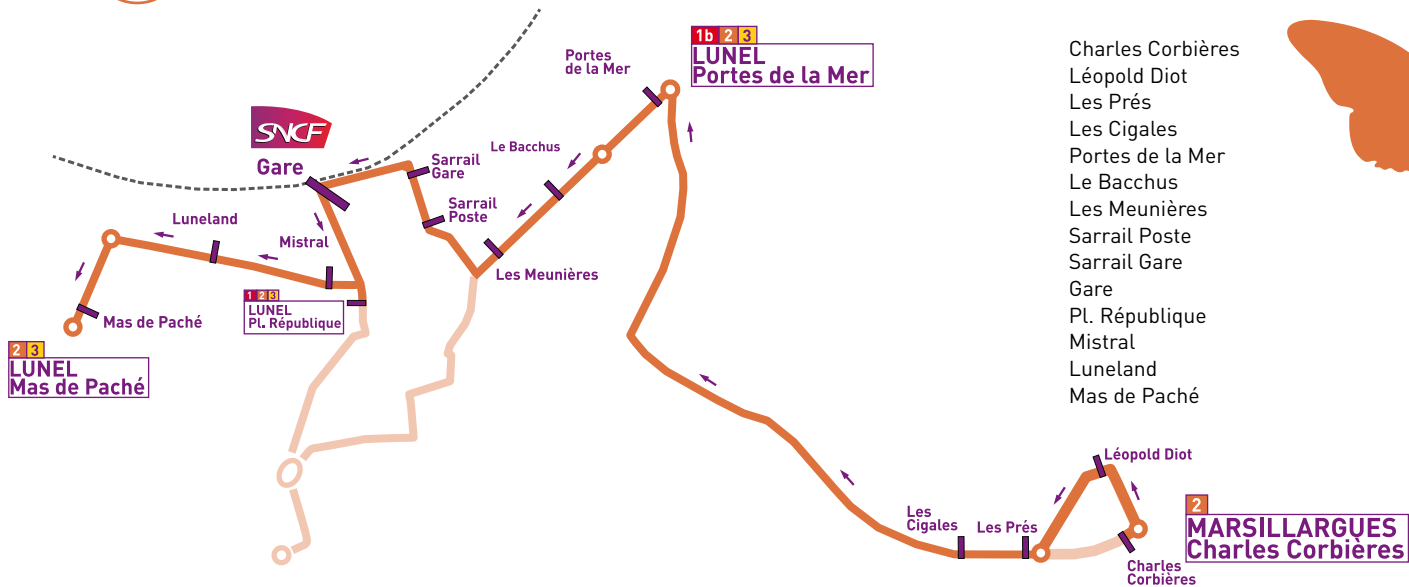 1b 2 3
LUNEL
Portes de la Mer
Portes
de la Mer
SNCF
Gare
Sarrail
Gare
Le Bacchus
Sarrail
Poste
Luneland
Mistral
Les Meunières
1 2 3
LUNEL
Pl. République
Mas de Paché
2 3
LUNEL
Mas de Paché
Charles Corbières
Léopold Diot
Les Prés
Les Cigales
Portes de la Mer
Le Bacchus
Les Meunières
Sarrail Poste
Sarrail Gare
Gare
Pl. République
Mistral
Luneland
Mas de Paché
Léopold Diot
Les
Cigales
Les Prés
2
MARSILLARGUES
Charles Corbières
Charles
Corbières